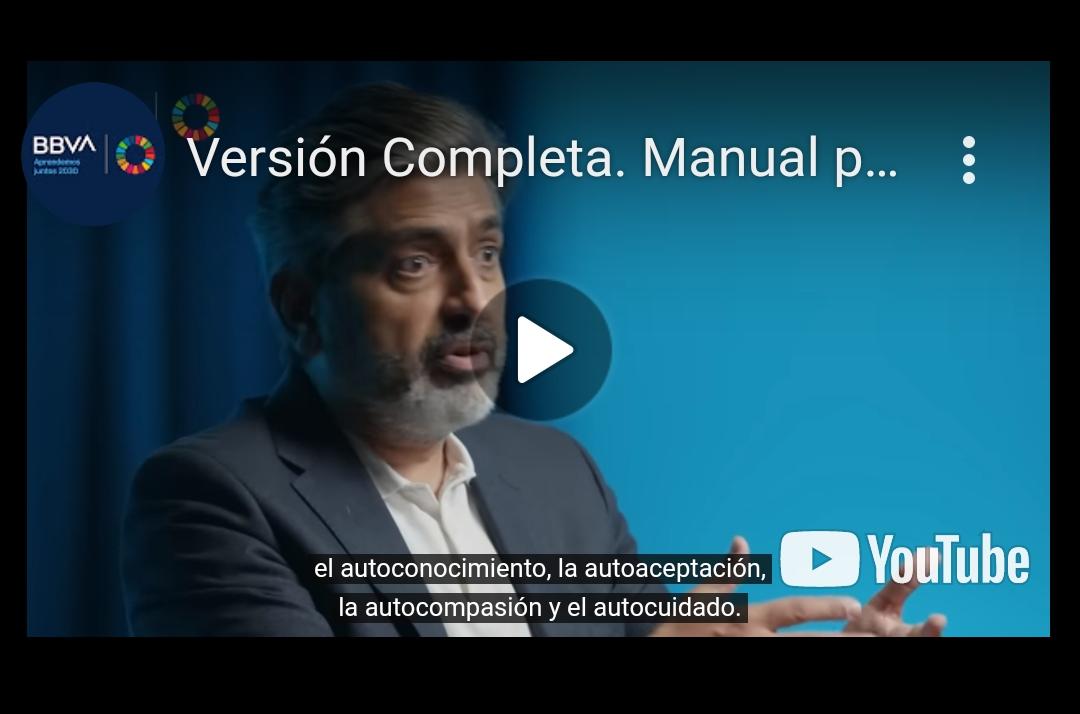 BBVA
Aprendemos
juntos 2030
Versión Completa. Manual p...
el autoconocimiento, la autoaceptación,
la autocompasión y el autocuidado.
YouTube